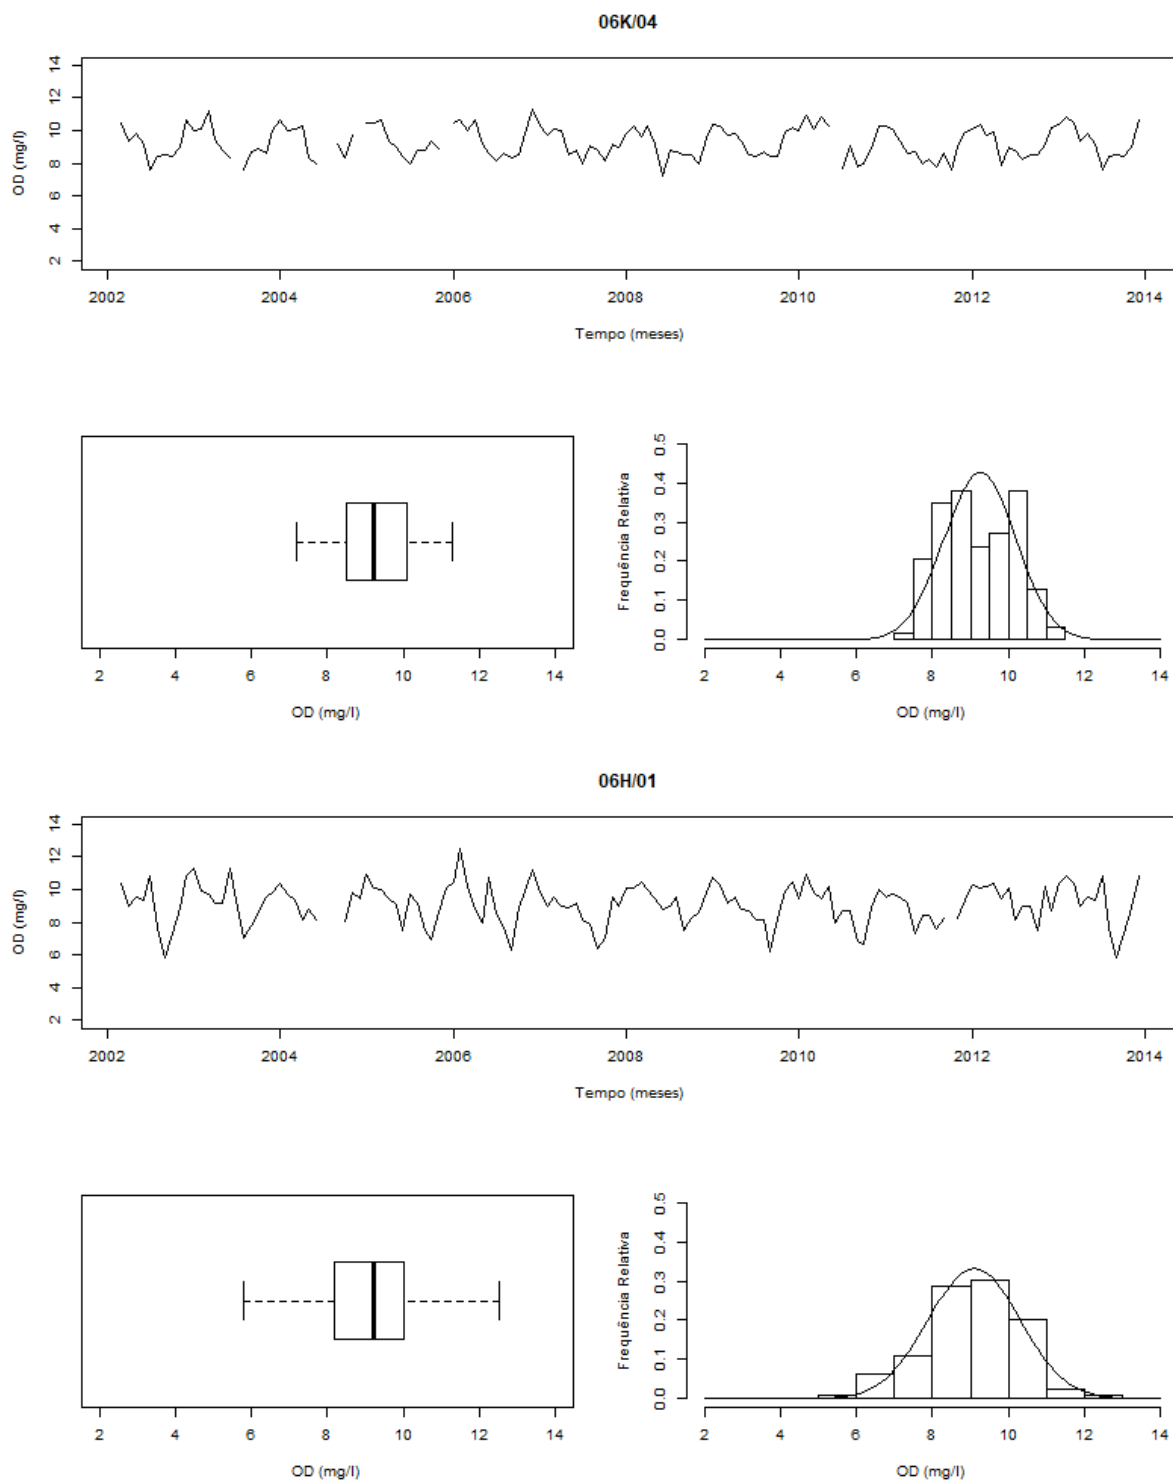 06K/04
OD (mg/l)
14
12
10
8
6
4
2
2002 2004 2006 2008 2010 2012 2014
Tempo (meses)
2 4 6 8 10 12 14
OD (mg/l)
Frequência Relativa
0.5
0.4
0.3
0.2
0.1
0.0
2 4 6 8 10 12 14
OD (mg/l)
06H/01
OD (mg/l)
14
12
10
8
6
4
2
2002 2004 2006 2008 2010 2012 2014
Tempo (meses)
2 4 6 8 10 12 14
OD (mg/l)
Frequência Relativa
0.5
0.4
0.3
0.2
0.1
0.0
2 4 6 8 10 12 14
OD (mg/l)